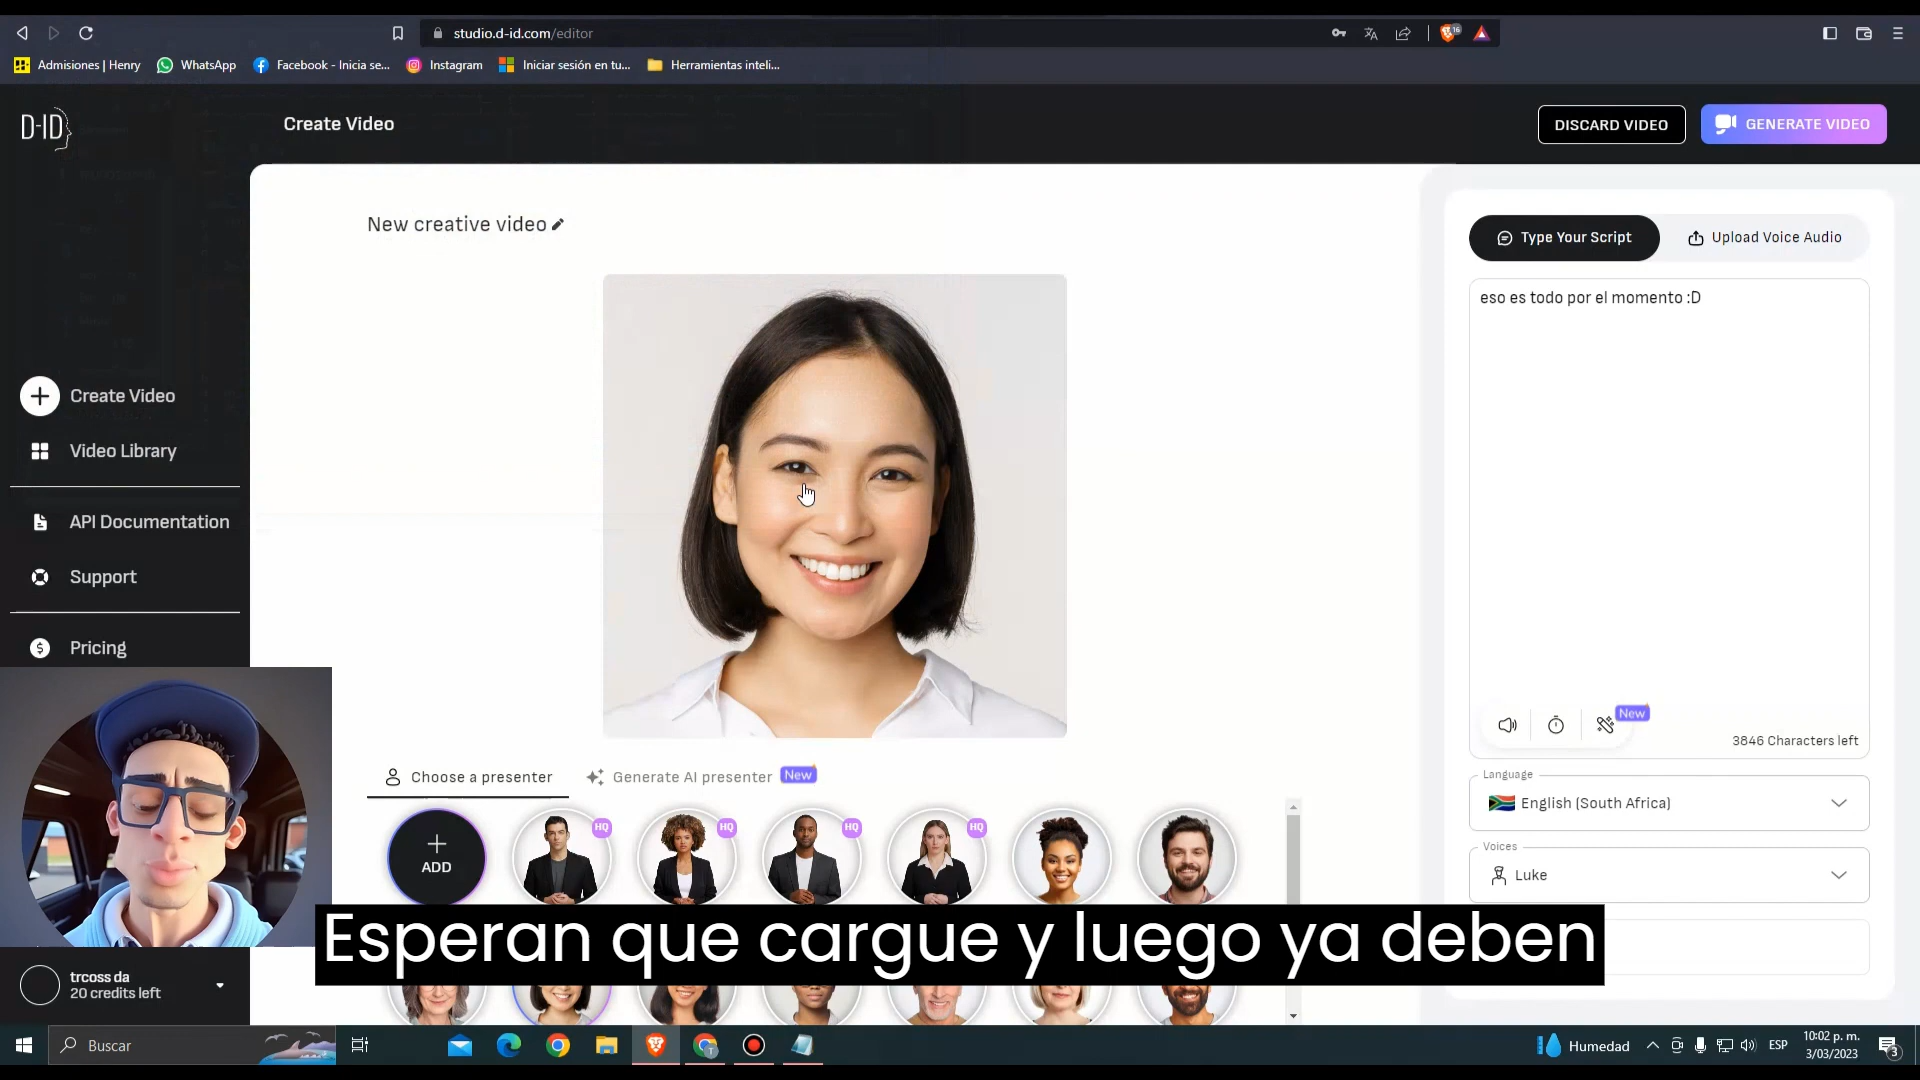 studio.d-id.com/editor
16
Admisiones | Henry
WhatsApp
Facebook - Inicia se...
Instagram
Iniciar sesión en tu...
Herramientas inteli...
D-ID
Create Video
DISCARD VIDEO
GENERATE VIDEO
New creative video
Type Your Script
Upload Voice Audio
eso es todo por el momento :D
Create Video
Video Library
API Documentation
Support
Pricing
New
3846 Characters left
Choose a presenter
Generate AI presenter
New
Language
English (South Africa)
ADD
HQ
HQ
HQ
HQ
Voices
Luke
Esperan que cargue y luego ya deben
trcoss da
20 credits left
Buscar
Humedad
ESP
10:02 p. m.
3/03/2023
3